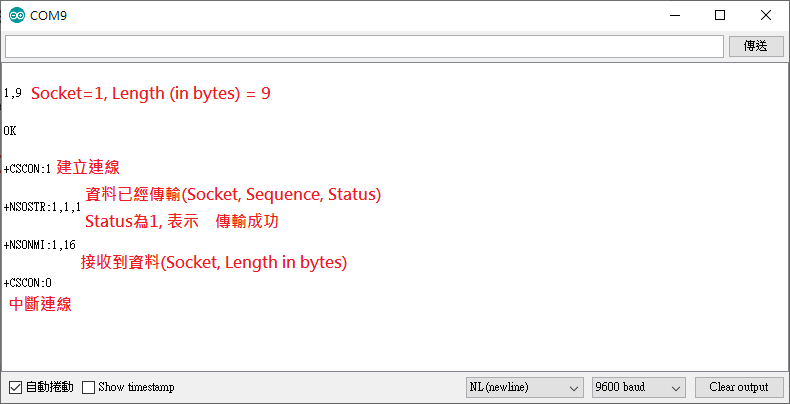 COM9
傳送
1,9 Socket=1, Length (in bytes) = 9
OK
+CSCON:1 建立連線
資料已經傳輸(Socket, Sequence, Status)
+NSOSTR:1,1,1
Status為1, 表示 傳輸成功
+NSONMI:1,16
接收到資料(Socket, Length in bytes)
+CSCON:0
中斷連線
自動捲動 Show timestamp NL(newline) 9600 baud Clear output